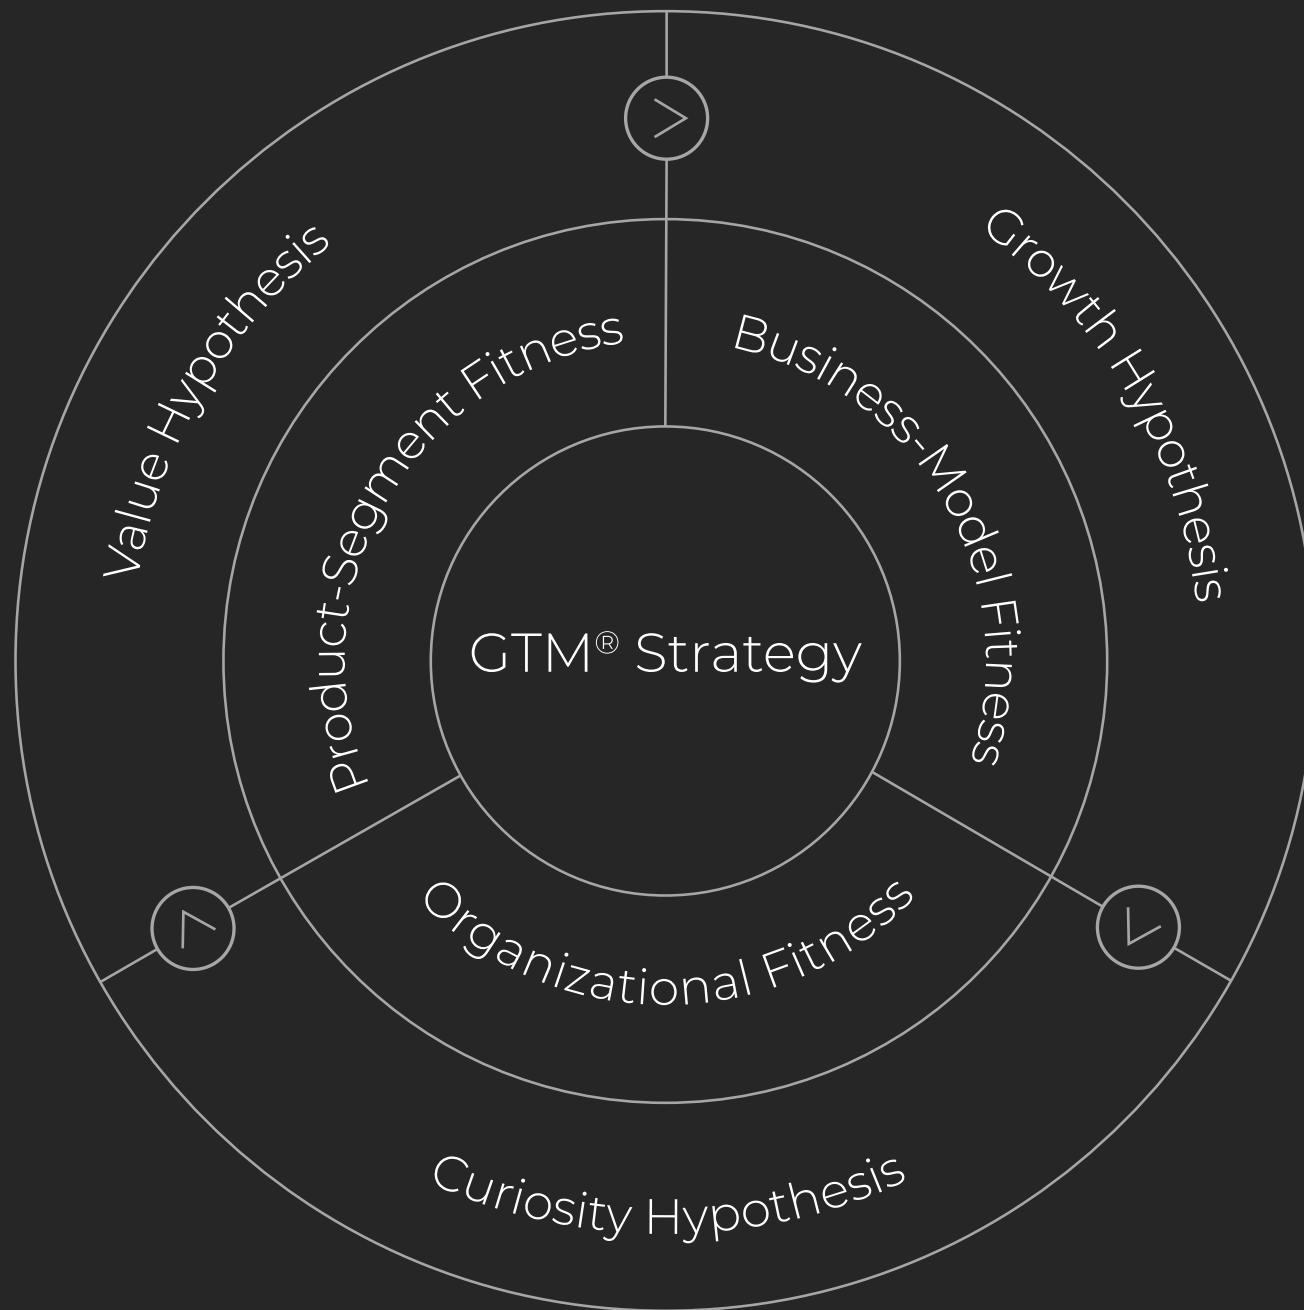 Value Hypothesis
Growth Hypothesis
Product-Segment Fitness
Business-Model Fitness
GTM® Strategy
Organizational Fitness
Curiosity Hypothesis